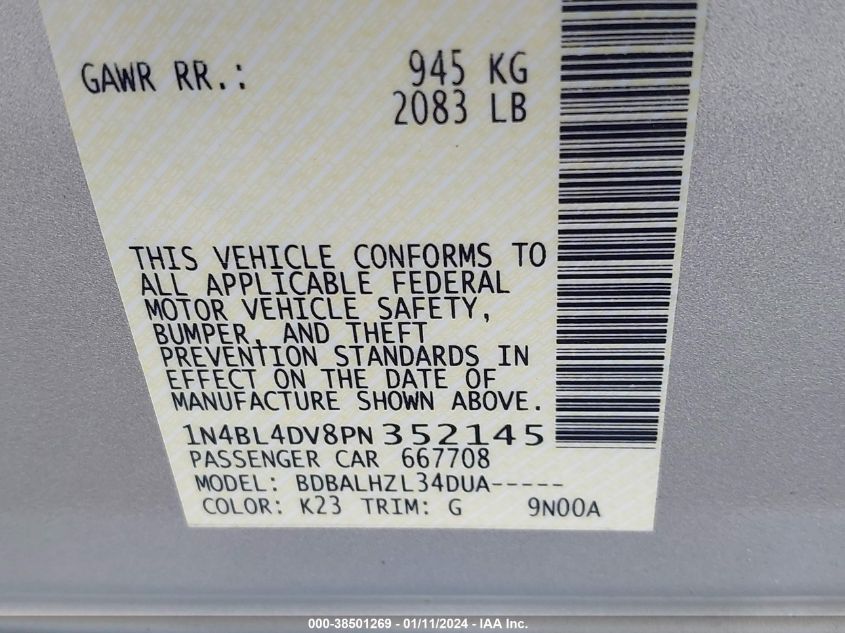 GAWR RR.: 945 KG
2083 LB
THIS VEHICLE CONFORMS TO
ALL APPLICABLE FEDERAL
MOTOR VEHICLE SAFETY,
BUMPER, AND THEFT
PREVENTION STANDARDS IN
EFFECT ON THE DATE OF
MANUFACTURE SHOWN ABOVE.
1N4BL4DV8PN352145
PASSENGER CAR 667708
MODEL: BDBALHZL34DUA-----
COLOR: K23 TRIM: G 9N00A
000-38501269 - 01/11/2024 - IAA Inc.